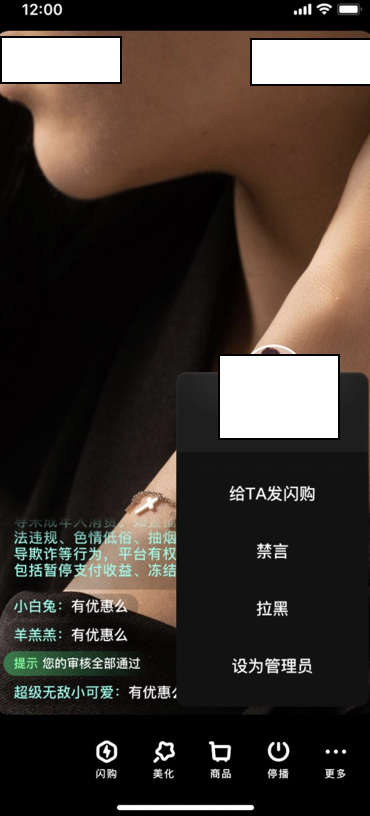 12:00
法违规、色情低俗、抽烟
导欺诈等行为，平台有权
包括暂停支付收益、冻结
小白兔：有优惠么
羊羔羔：有优惠么
提示 您的审核全部通过
超级无敌小可爱：有优惠
给TA发闪购
禁言
拉黑
设为管理员
闪购
美化
商品
停播
更多